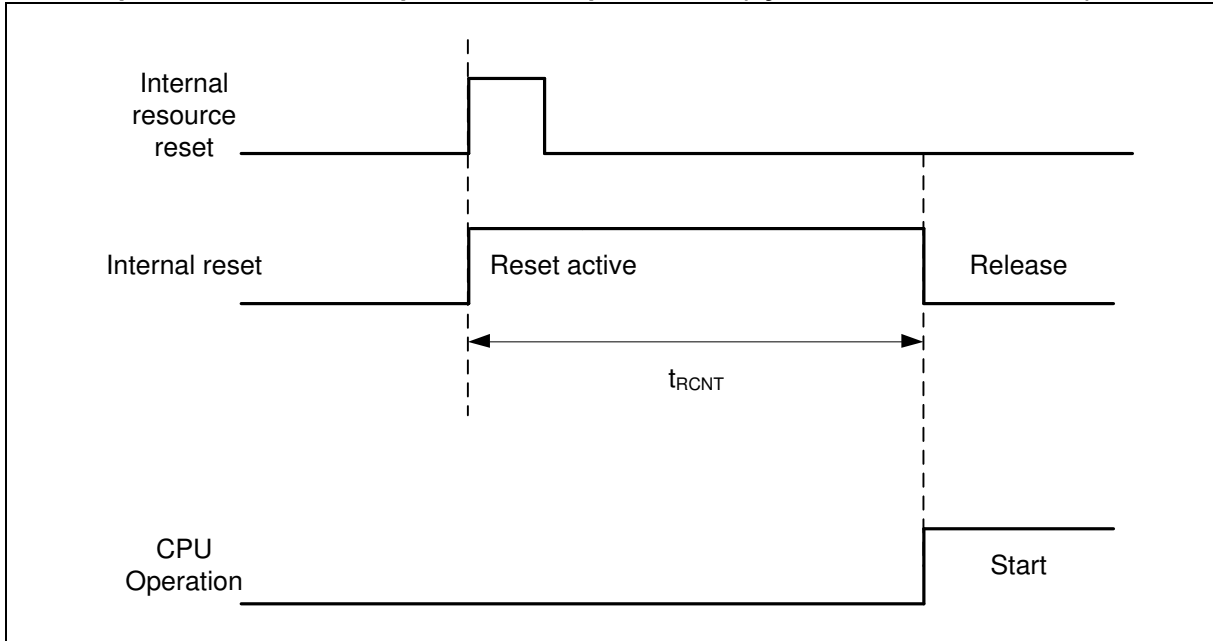 Internal
resource
reset
Internal reset
Reset active
Release
tRCNT
CPU
Operation
Start